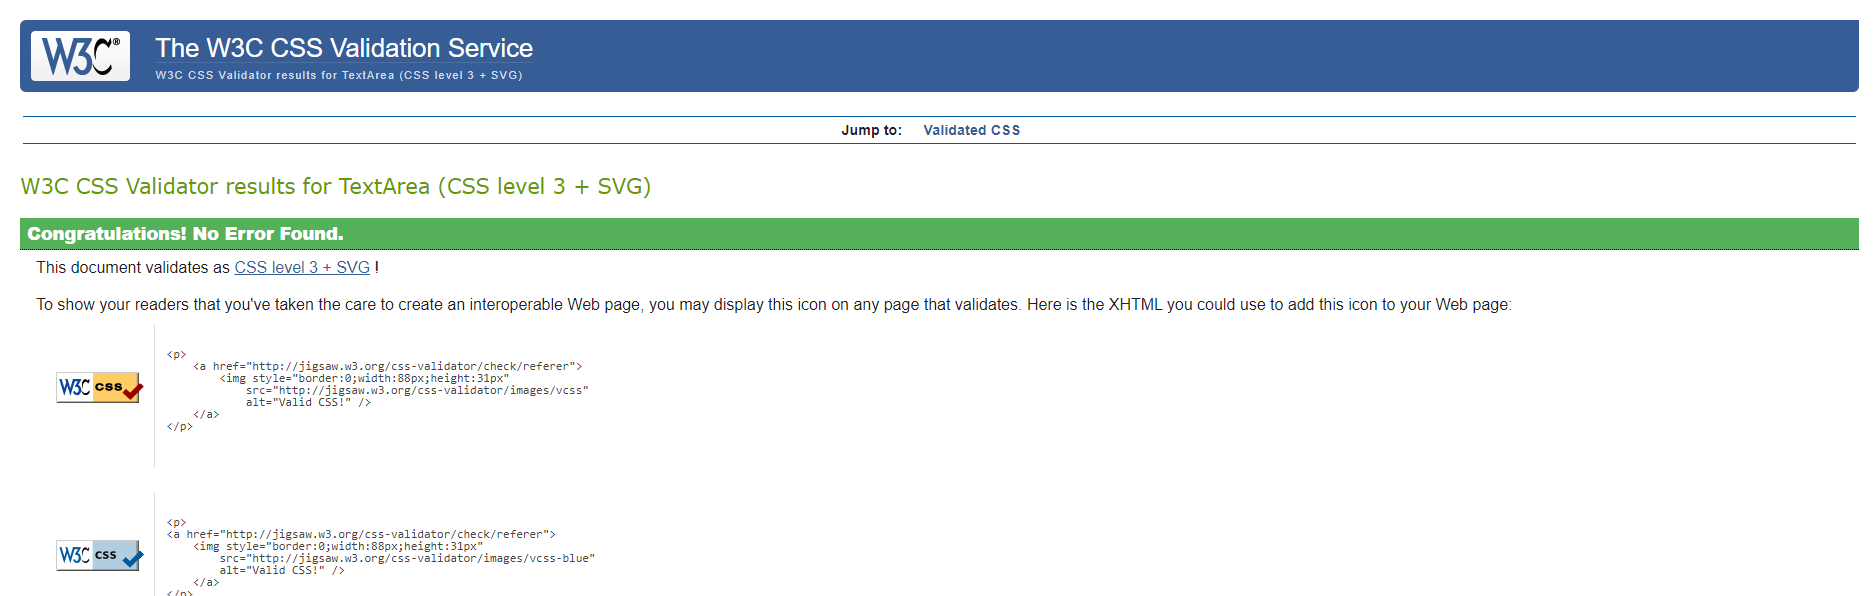 W3C®
The W3C CSS Validation Service
W3C CSS Validator results for TextArea (CSS level 3 + SVG)
Jump to: Validated CSS
W3C CSS Validator results for TextArea (CSS level 3 + SVG)
Congratulations! No Error Found.
This document validates as CSS level 3 + SVG !
To show your readers that you've taken the care to create an interoperable Web page, you may display this icon on any page that validates. Here is the XHTML you could use to add this icon to your Web page:
W3C css
<p>
<a href="http://jigsaw.w3.org/css-validator/check/referer">
<img style="border:0;width:88px;height:31px"
src="http://jigsaw.w3.org/css-validator/images/vcss"
alt="Valid CSS!" />
</a>
</p>
W3C css
<p>
<a href="http://jigsaw.w3.org/css-validator/check/referer">
<img style="border:0;width:88px;height:31px"
src="http://jigsaw.w3.org/css-validator/images/vcss-blue"
alt="Valid CSS!" />
</a>
</p>